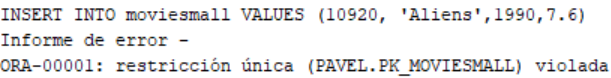 INSERT INTO moviesmall VALUES (10920, 'Aliens',1990,7.6)
Informe de error -
ORA-00001: restricción única (PAVEL.PK_MOVIESMALL) violada